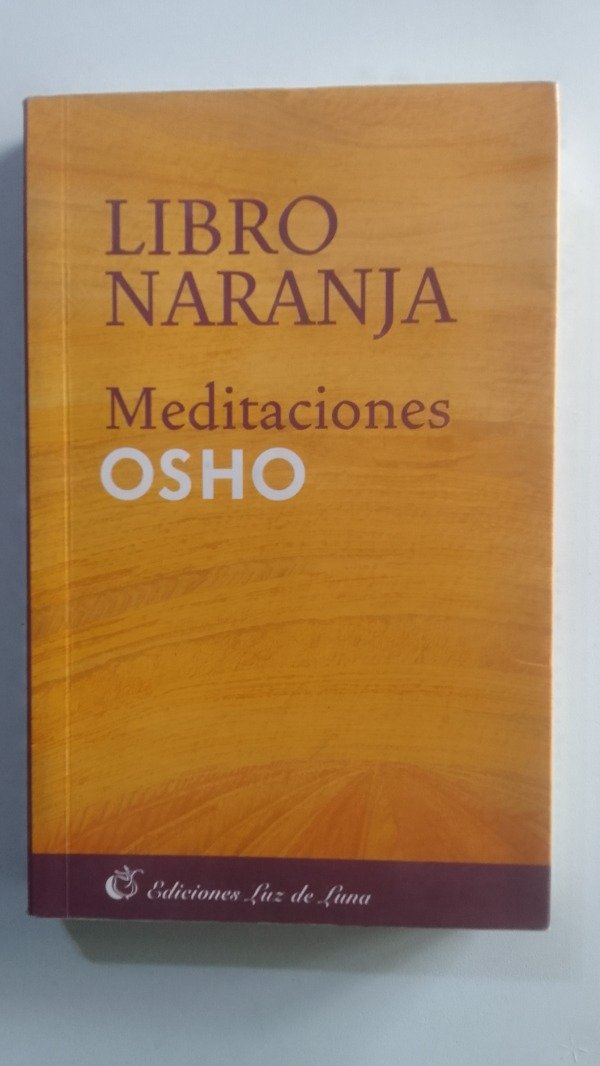 LIBRO
NARANJA
Meditaciones
OSHO
Ediciones Luz de Luna